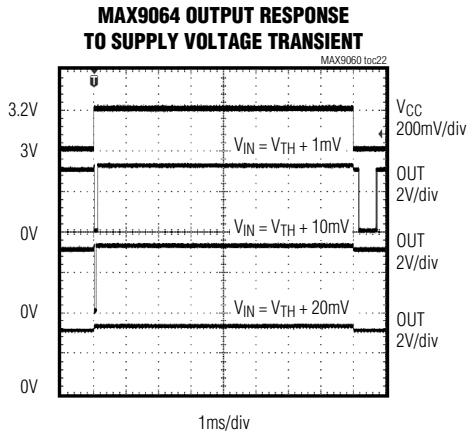 MAX9064 OUTPUT RESPONSE
TO SUPPLY VOLTAGE TRANSIENT
MAX9060 toc22
T
3.2V
VCC
200mV/div
3V
VIN = VTH + 1mV
OUT
2V/div
0V
VIN = VTH + 10mV
OUT
2V/div
0V
VIN = VTH + 20mV
OUT
2V/div
0V
1ms/div